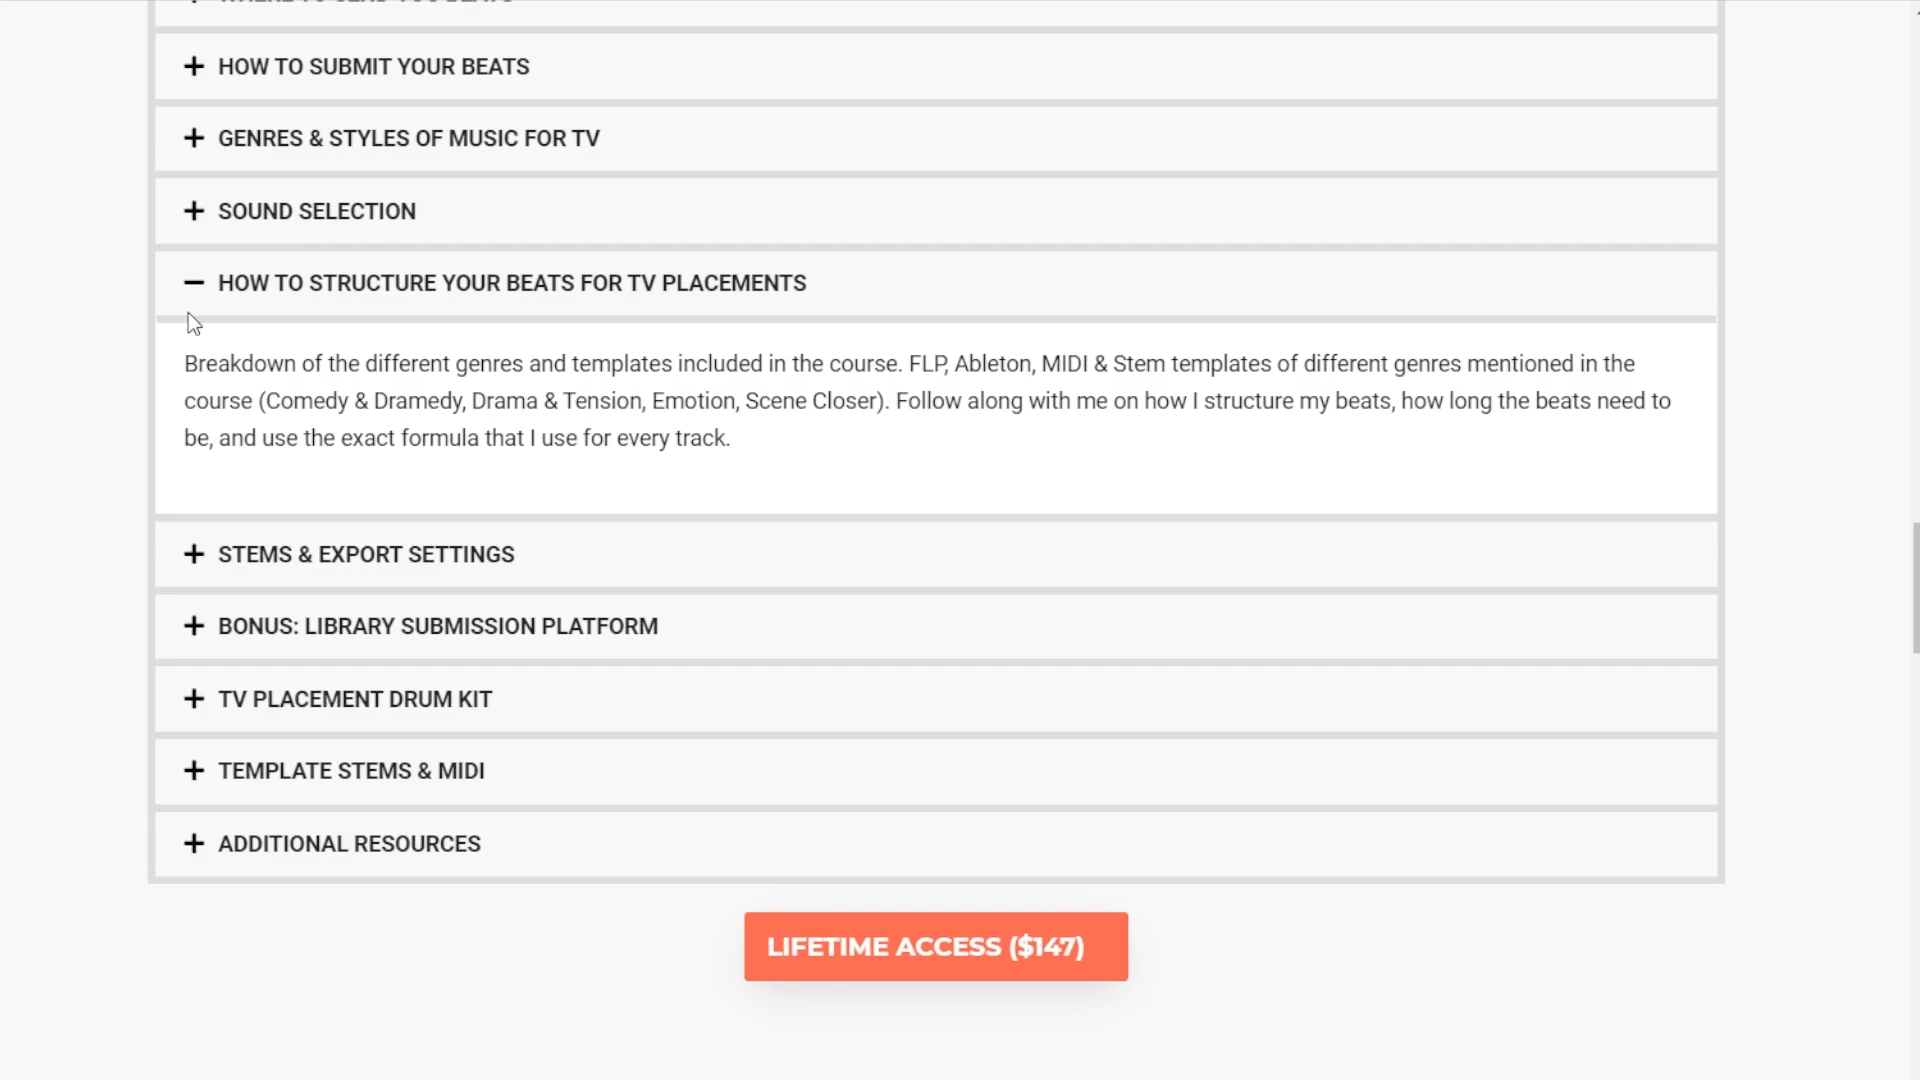 HOW TO SUBMIT YOUR BEATS
GENRES & STYLES OF MUSIC FOR TV
SOUND SELECTION
HOW TO STRUCTURE YOUR BEATS FOR TV PLACEMENTS
Breakdown of the different genres and templates included in the course. FLP, Ableton, MIDI & Stem templates of different genres mentioned in the
course (Comedy & Dramedy, Drama & Tension, Emotion, Scene Closer). Follow along with me on how I structure my beats, how long the beats need to
be, and use the exact formula that I use for every track.
STEMS & EXPORT SETTINGS
BONUS: LIBRARY SUBMISSION PLATFORM
TV PLACEMENT DRUM KIT
TEMPLATE STEMS & MIDI
ADDITIONAL RESOURCES
LIFETIME ACCESS ($147)